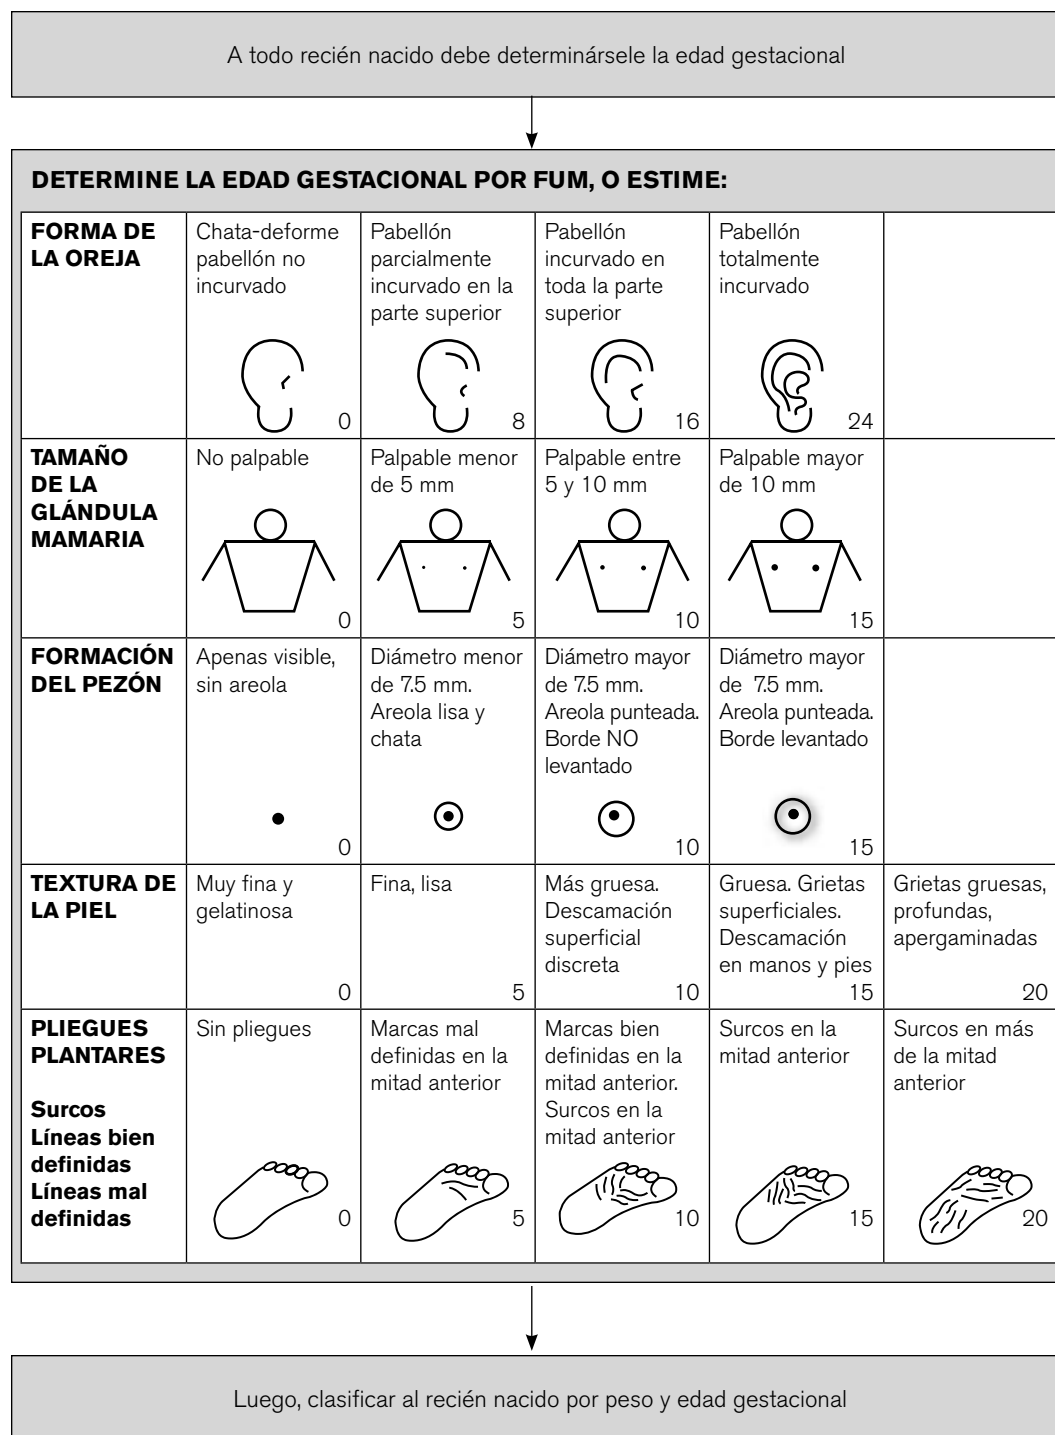 A todo recién nacido debe determinársele la edad gestacional
DETERMINE LA EDAD GESTACIONAL POR FUM, O ESTIME:
FORMA DE
LA OREJA
Chata-deforme
pabellón no
incurvado
0
Pabellón
parcialmente
incurvado en la
parte superior
8
Pabellón
incurvado en
toda la parte
superior
16
Pabellón
totalmente
incurvado
24
TAMAÑO
DE LA
GLÁNDULA
MAMARIA
No palpable
0
Palpable menor
de 5 mm
5
Palpable entre
5 y 10 mm
10
Palpable mayor
de 10 mm
15
FORMACIÓN
DEL PEZÓN
Apenas visible,
sin areola
0
Diámetro menor
de 7.5 mm.
Areola lisa y
chata
Diámetro mayor
de 7.5 mm.
Areola punteada.
Borde NO
levantado
10
Diámetro mayor
de 7.5 mm.
Areola punteada.
Borde levantado
15
TEXTURA DE
LA PIEL
Muy fina y
gelatinosa
0
Fina, lisa
5
Más gruesa.
Descamación
superficial
discreta
10
Gruesa. Grietas
superficiales.
Descamación
en manos y pies
15
Grietas gruesas,
profundas,
apergaminadas
20
PLIEGUES
PLANTARES
Surcos
Líneas bien
definidas
Líneas mal
definidas
Sin pliegues
0
Marcas mal
definidas en la
mitad anterior
5
Marcas bien
definidas en la
mitad anterior.
Surcos en la
mitad anterior
10
Surcos en la
mitad anterior
15
Surcos en más
de la mitad
anterior
20
Luego, clasificar al recién nacido por peso y edad gestacional